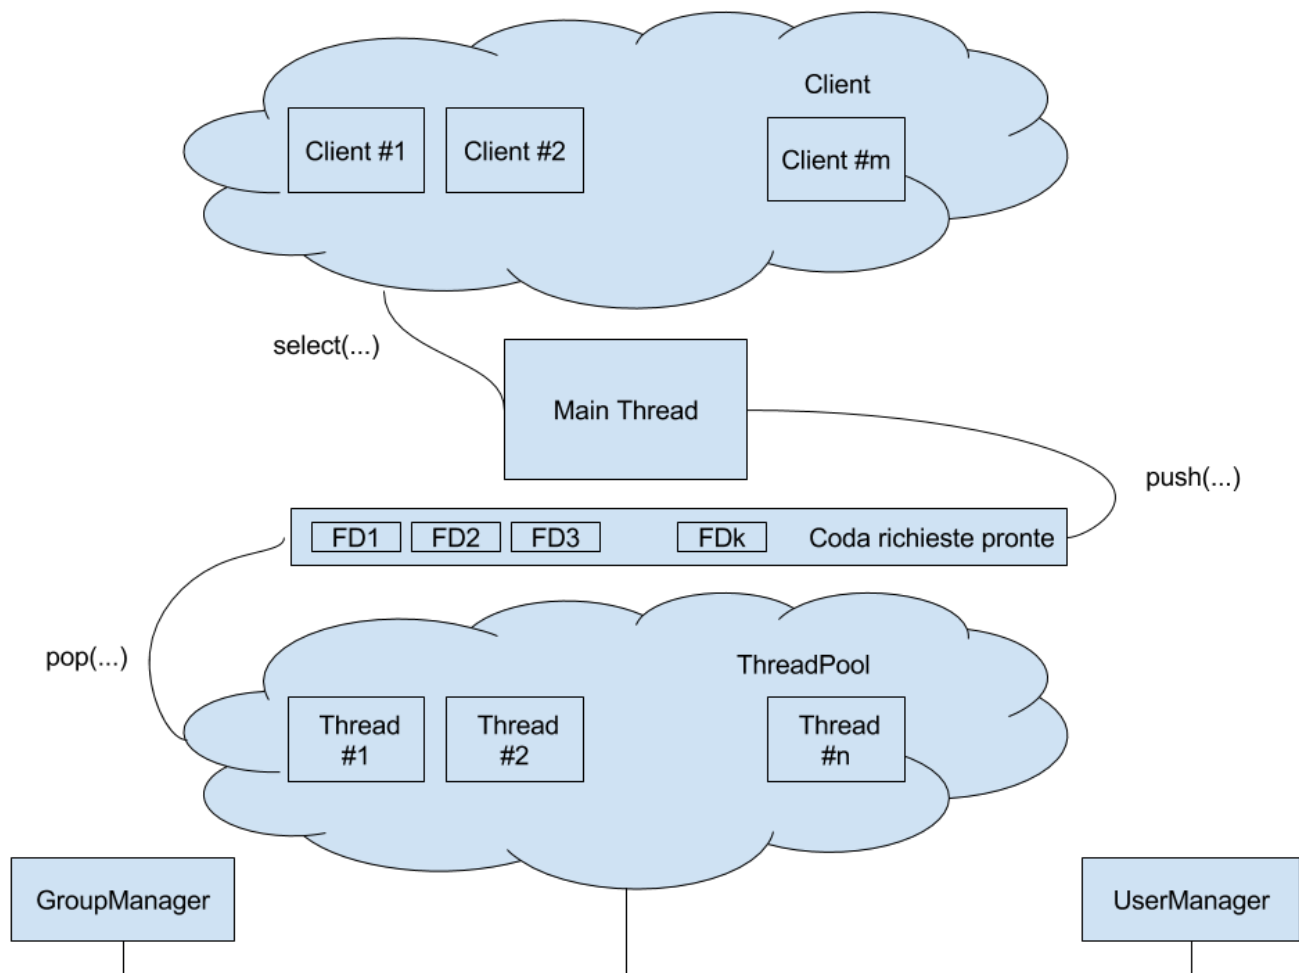 Client
Client #1
Client #2
Client #m
select(...)
Main Thread
push(...)
FD1
FD2
FD3
FDk
Coda richieste pronte
pop(...)
ThreadPool
Thread
#1
Thread
#2
Thread
#n
GroupManager
UserManager